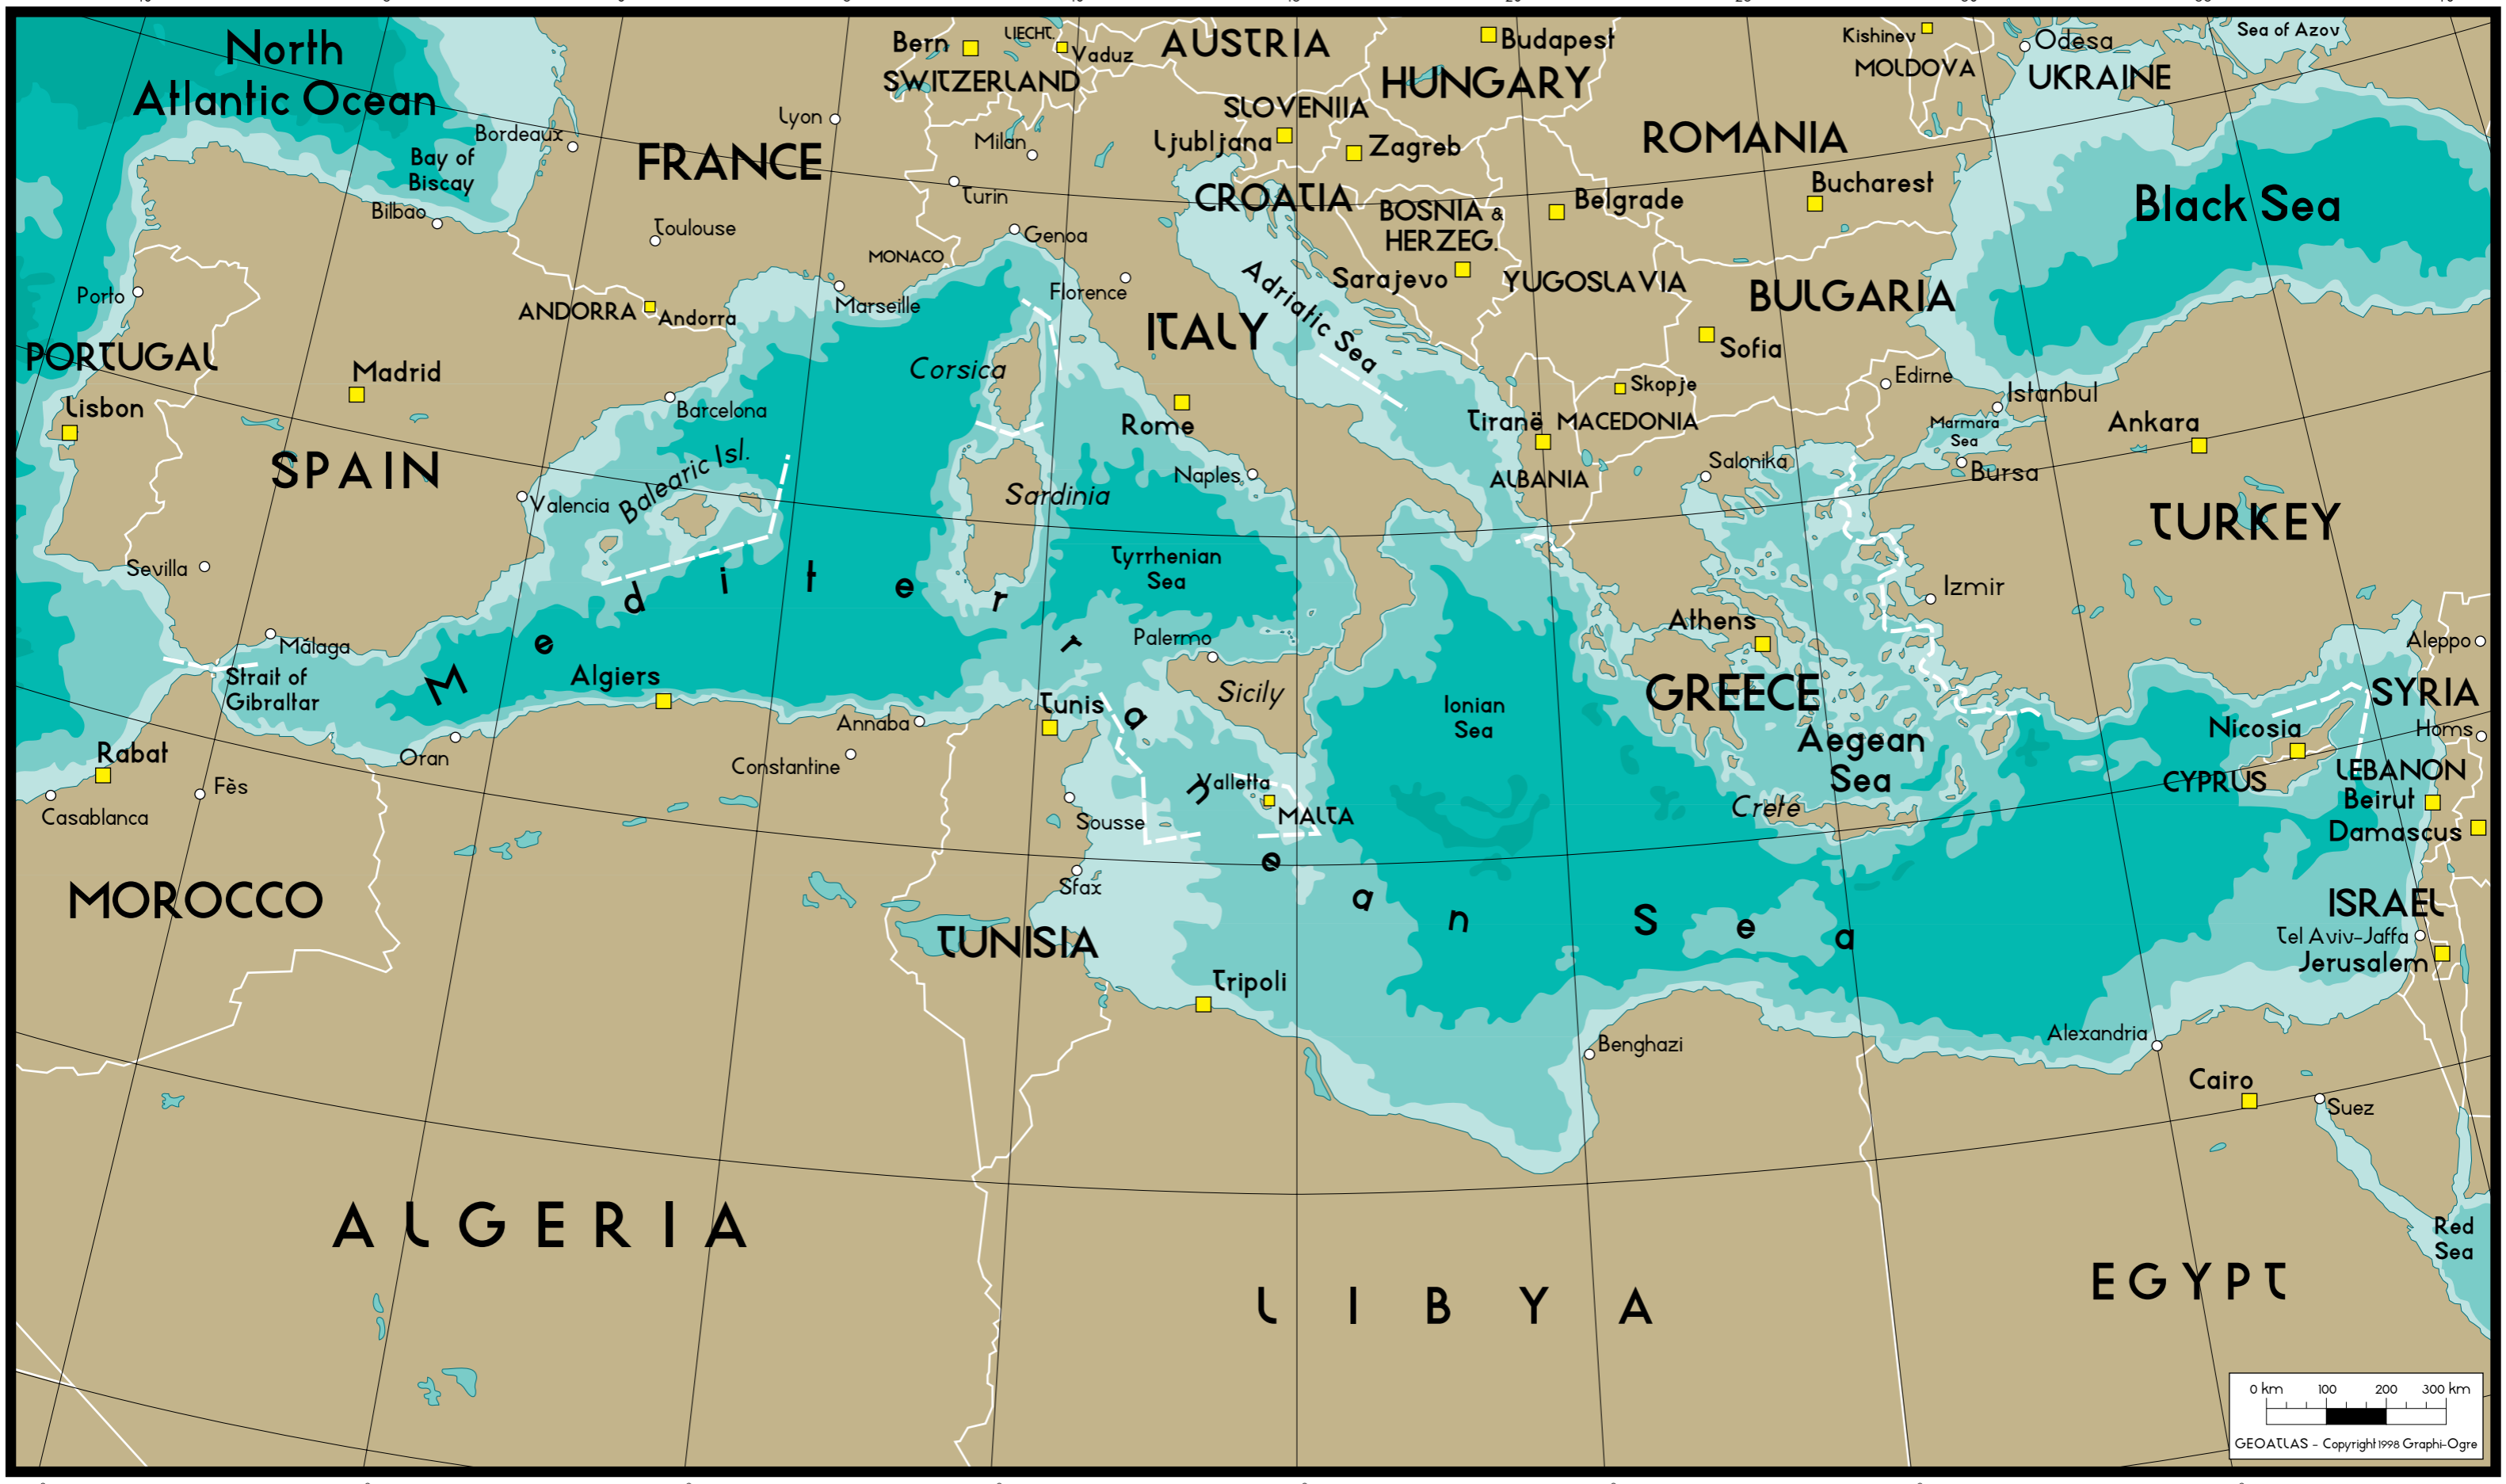 North
Atlantic Ocean
Bay of
Biscay
Bordeaux
Bilbao
Lyon
FRANCE
Toulouse
Bern
LIECHT.
Vaduz
SWITZERLAND
AUSTRIA
Budapest
HUNGARY
SLOVENIIA
Ljubljana
Zagreb
Milan
Turin
Genoa
MONACO
Marseille
Florence
CROATIA
BOSNIA &
HERZEG.
Sarajevo
Belgrade
YUGOSLAVIA
ROMANIA
Bucharest
Kishinev
MOLDOVA
Odesa
UKRAINE
Sea of Azov
Black Sea
BULGARIA
Sofia
Adriatic Sea
ITALY
Porto
PORTUGAL
Lisbon
Madrid
SPAIN
ANDORRA
Andorra
Barcelona
Balearic Isl.
Valencia
Sevilla
Málaga
Strait of
Gibraltar
Corsica
Sardinia
Rome
Naples
Tyrrhenian
Sea
Palermo
Sicily
Tiranë
ALBANIA
Skopje
MACEDONIA
Salonika
Edirne
Istanbul
Marmara
Sea
Bursa
Ankara
TURKEY
Izmir
Athens
GREECE
Aegean
Sea
Crete
Ionian
Sea
Mediterranean Sea
Valletta
MALTA
Aleppo
SYRIA
Homs
Nicosia
CYPRUS
LEBANON
Beirut
Damascus
ISRAEL
Tel Aviv-Jaffa
Jerusalem
Rabat
Casablanca
Fès
MOROCCO
Oran
Algiers
Constantine
Annaba
Tunis
Sousse
Sfax
TUNISIA
Tripoli
Benghazi
Alexandria
Cairo
Suez
Red
Sea
ALGERIA
LIBYA
EGYPT
0 km 100 200 300 km
GEOATLAS - Copyright 1998 Graphi-Ogre